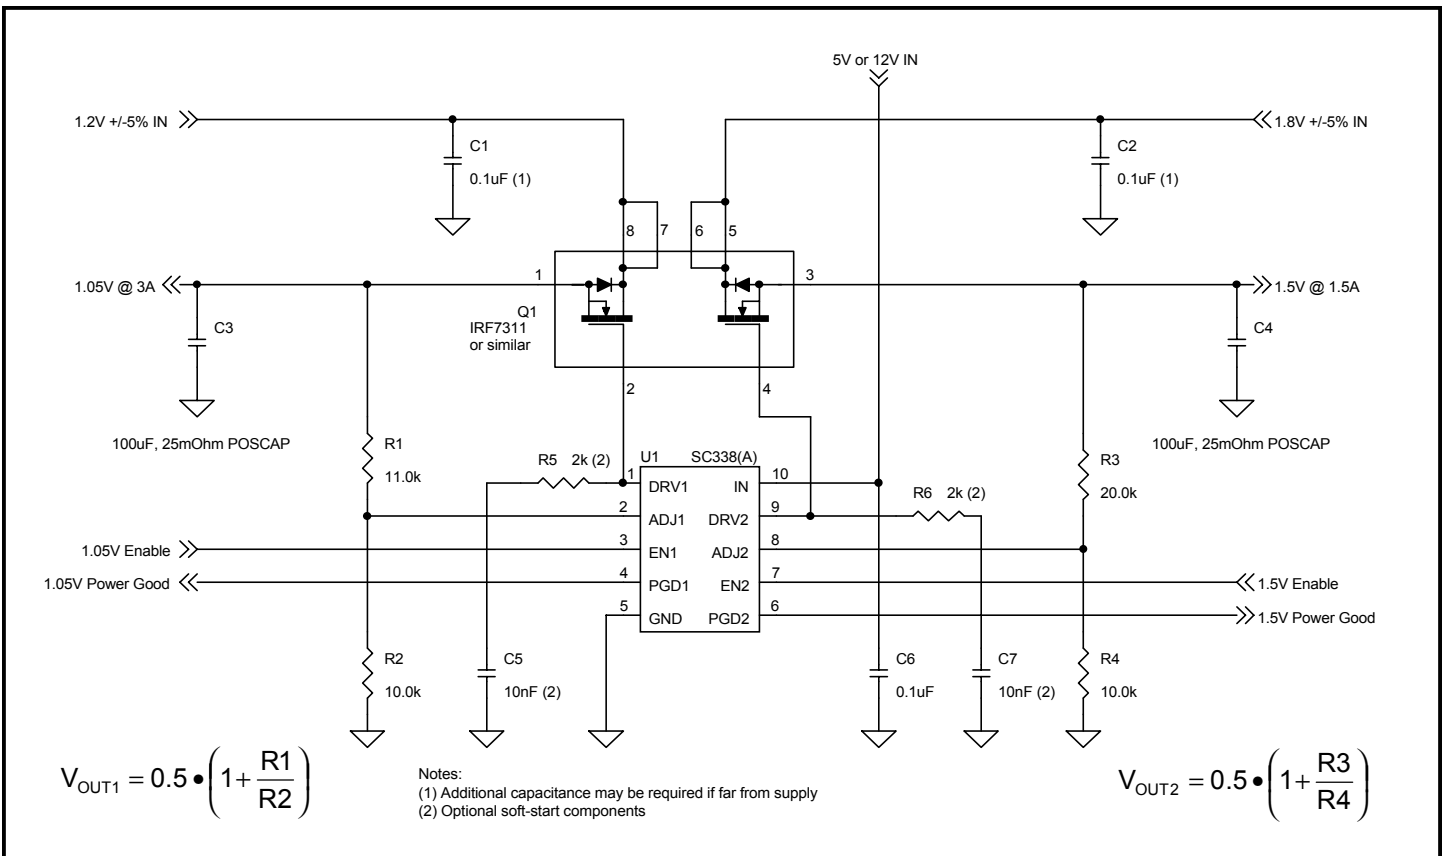 5V or 12V IN
1.2V +/-5% IN
1.8V +/-5% IN
C1
0.1uF (1)
C2
0.1uF (1)
8
7
6
5
1.05V @ 3A
1
3
1.5V @ 1.5A
C3
Q1
IRF7311
or similar
C4
2
4
100uF, 25mOhm POSCAP
100uF, 25mOhm POSCAP
R1
11.0k
R3
20.0k
U1
SC338(A)
R5
2k (2)
R6
2k (2)
1
DRV1
IN
10
2
ADJ1
DRV2
9
1.05V Enable
3
EN1
ADJ2
8
1.05V Power Good
4
PGD1
EN2
7
1.5V Enable
5
GND
PGD2
6
1.5V Power Good
R2
10.0k
C5
10nF (2)
C6
0.1uF
C7
10nF (2)
R4
10.0k
VOUT1 = 0.5 • (1 + R1/R2)
VOUT2 = 0.5 • (1 + R3/R4)
Notes:
(1) Additional capacitance may be required if far from supply
(2) Optional soft-start components